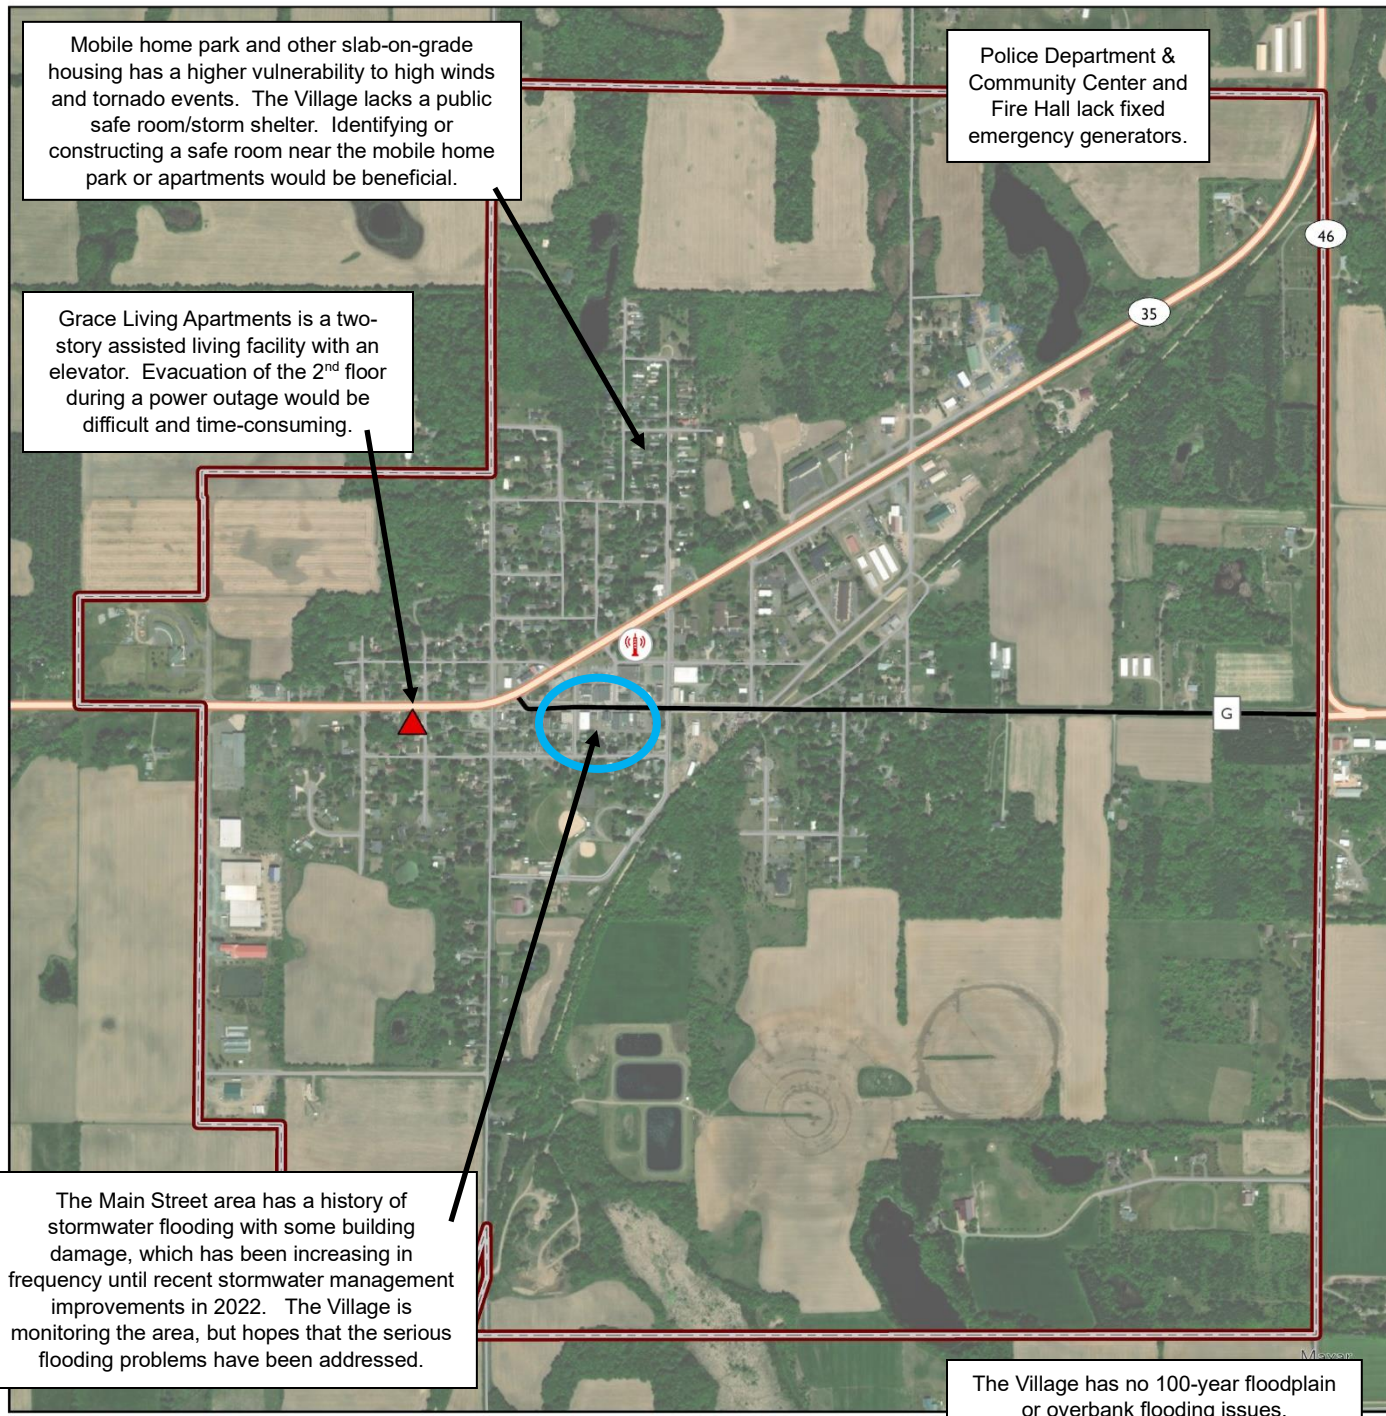 Mobile home park and other slab-on-grade
housing has a higher vulnerability to high winds
and tornado events. The Village lacks a public
safe room/storm shelter. Identifying or
constructing a safe room near the mobile home
park or apartments would be beneficial.
Police Department &
Community Center and
Fire Hall lack fixed
emergency generators.
46
35
Grace Living Apartments is a two-
story assisted living facility with an
elevator. Evacuation of the 2nd floor
during a power outage would be
difficult and time-consuming.
G
The Main Street area has a history of
stormwater flooding with some building
damage, which has been increasing in
frequency until recent stormwater management
improvements in 2022. The Village is
monitoring the area, but hopes that the serious
flooding problems have been addressed.
Maxar
The Village has no 100-year floodplain
or overbank flooding issues.